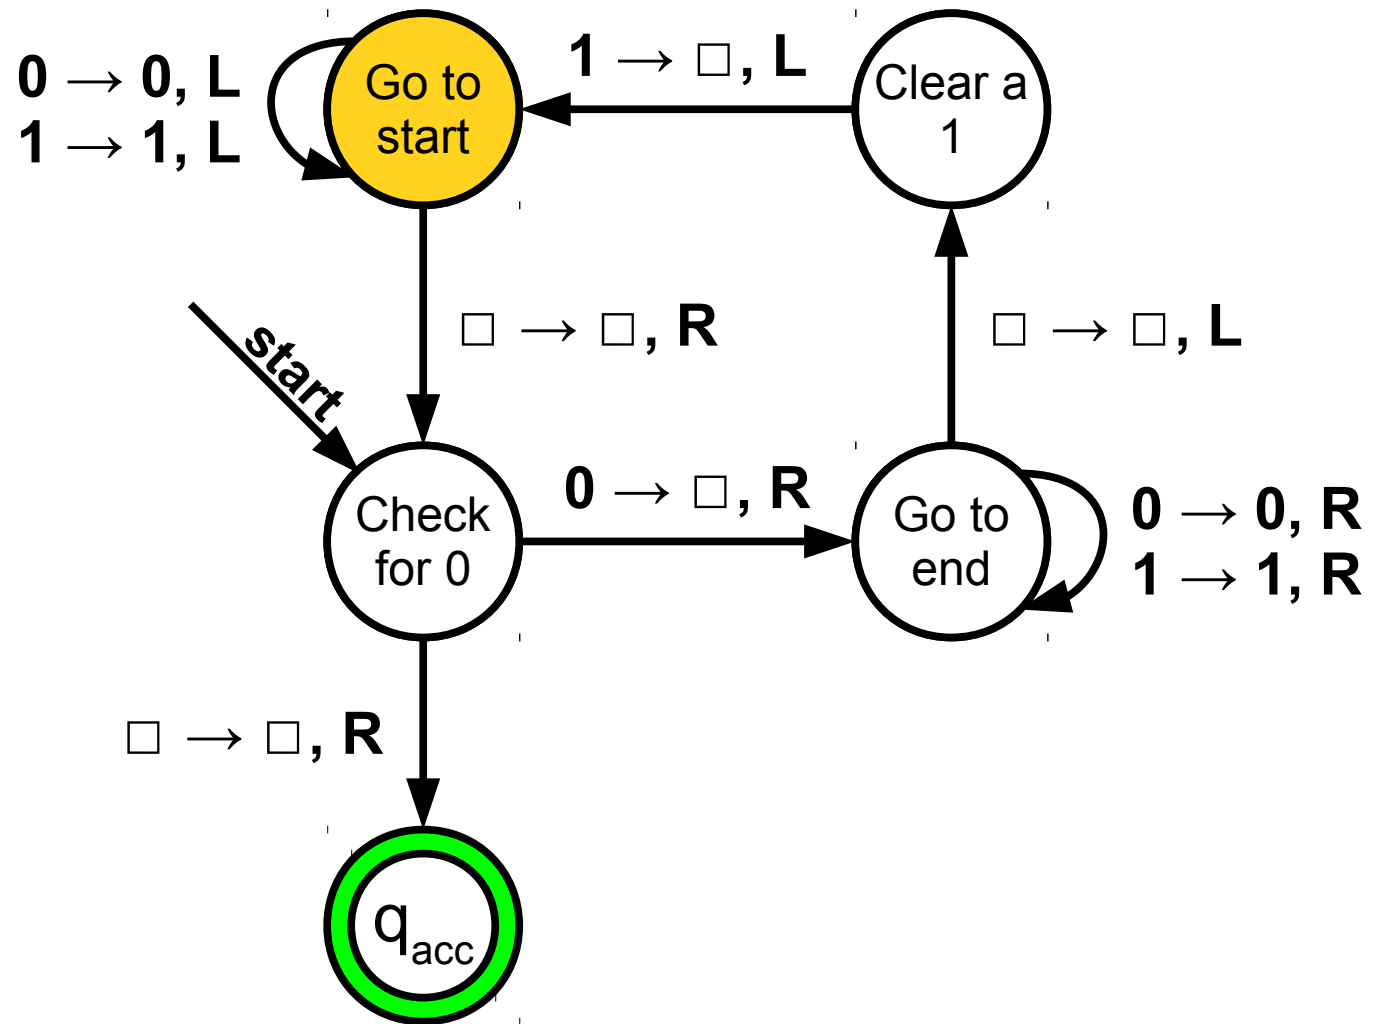 0 → 0, L
1 → 1, L
Go to
start
1 → □, L
Clear a
1
□ → □, R
□ → □, L
start
Check
for 0
0 → □, R
Go to
end
0 → 0, R
1 → 1, R
□ → □, R
qacc